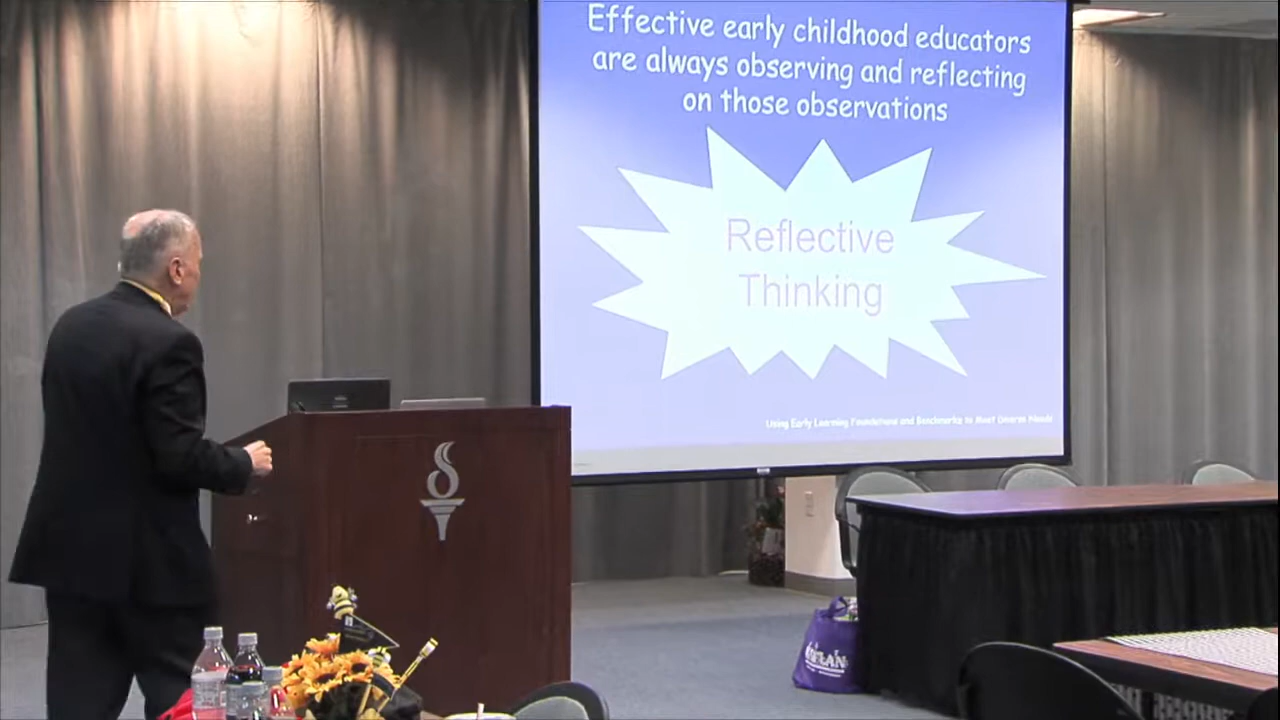 Effective early childhood educators
are always observing and reflecting
on those observations
Reflective
Thinking
Using Early Learning Foundations and Benchmarks to Meet Diverse Needs